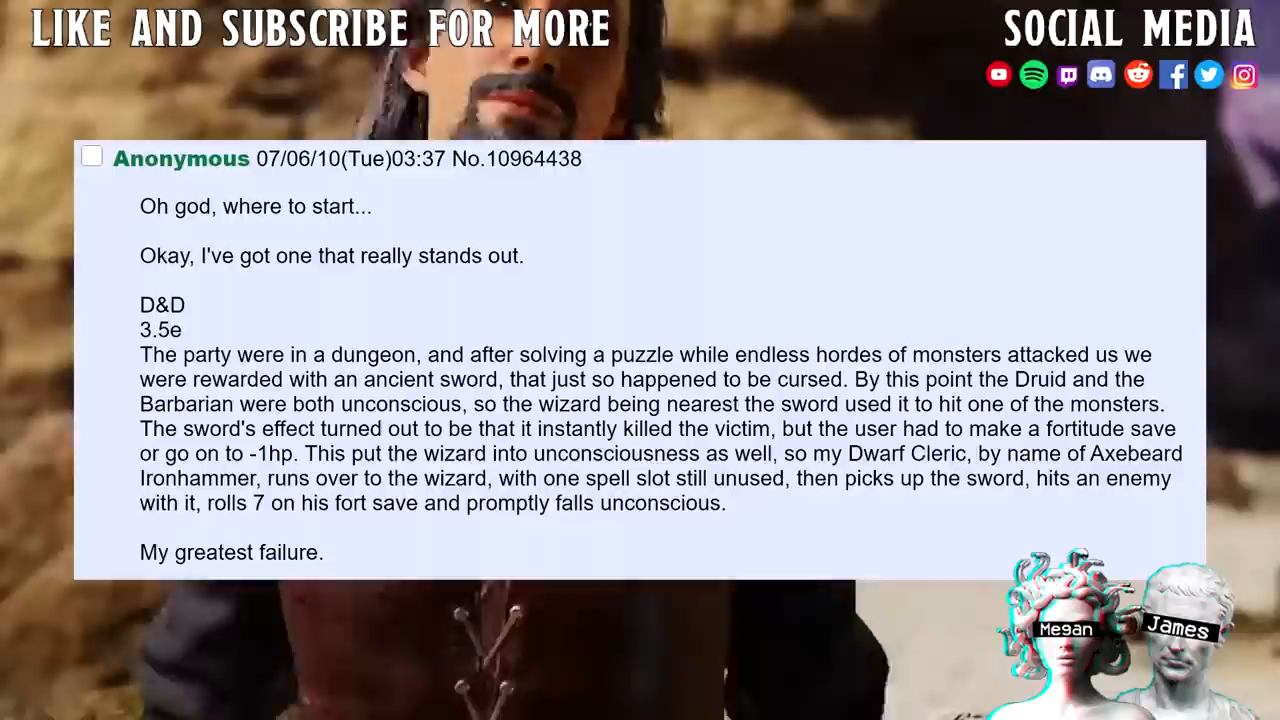 LIKE AND SUBSCRIBE FOR MORE
SOCIAL MEDIA
Anonymous 07/06/10(Tue)03:37 No.10964438
Oh god, where to start...
Okay, I've got one that really stands out.
D&D
3.5e
The party were in a dungeon, and after solving a puzzle while endless hordes of monsters attacked us we
were rewarded with an ancient sword, that just so happened to be cursed. By this point the Druid and the
Barbarian were both unconscious, so the wizard being nearest the sword used it to hit one of the monsters.
The sword's effect turned out to be that it instantly killed the victim, but the user had to make a fortitude save
or go on to -1hp. This put the wizard into unconsciousness as well, so my Dwarf Cleric, by name of Axebeard
Ironhammer, runs over to the wizard, with one spell slot still unused, then picks up the sword, hits an enemy
with it, rolls 7 on his fort save and promptly falls unconscious.
My greatest failure.
Megan
James